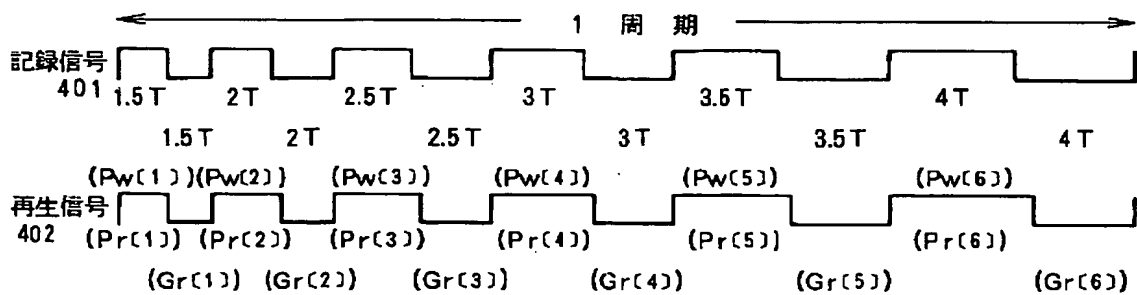 1 周 期
記録信号
401
1.5T 2T 2.5T 3T 3.5T 4T
1.5T 2T 2.5T 3T 3.5T 4T
(Pw[1])(Pw[2]) (Pw[3]) (Pw[4]) (Pw[5]) (Pw[6])
再生信号
402
(Pr[1]) (Pr[2]) (Pr[3]) (Pr[4]) (Pr[5]) (Pr[6])
(Gr[1]) (Gr[2]) (Gr[3]) (Gr[4]) (Gr[5]) (Gr[6])